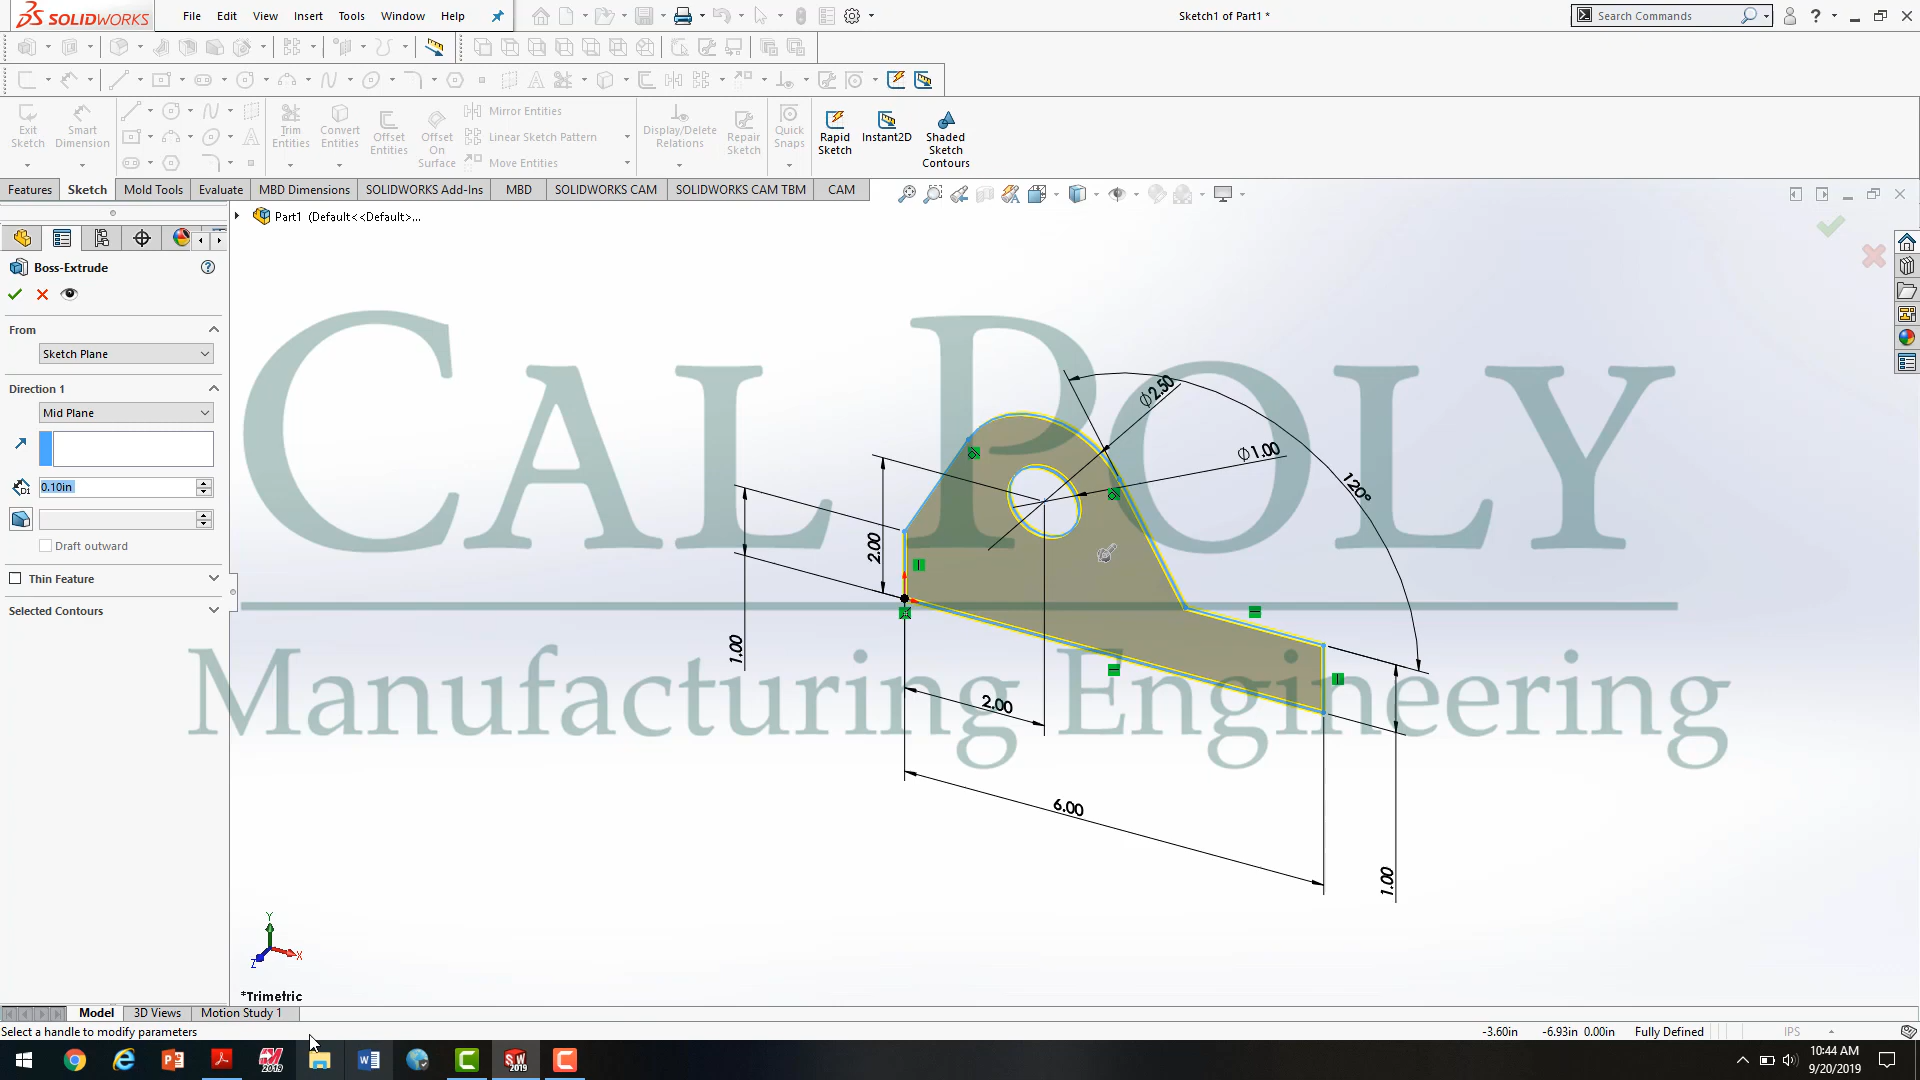 SOLIDWORKS
File Edit View Insert Tools Window Help
Sketch1 of Part1 *
Search Commands
Exit Sketch
Smart Dimension
Trim Entities
Convert Entities
Offset Entities
Offset On Surface
Mirror Entities
Linear Sketch Pattern
Move Entities
Display/Delete Relations
Repair Sketch
Quick Snaps
Rapid Sketch
Instant2D
Shaded Sketch Contours
Features Sketch Mold Tools Evaluate MBD Dimensions SOLIDWORKS Add-Ins MBD SOLIDWORKS CAM SOLIDWORKS CAM TBM CAM
Part1 (Default<<Default>...
Boss-Extrude
From
Sketch Plane
Direction 1
Mid Plane
0.10in
Draft outward
Thin Feature
Selected Contours
CAL POLY
Manufacturing Engineering
Ø2.50
Ø1.00
120°
2.00
1.00
2.00
6.00
1.00
Y
X
Z
*Trimetric
Model 3D Views Motion Study 1
Select a handle to modify parameters
-3.60in -6.93in 0.00in Fully Defined IPS
2019
SW
2019
10:44 AM
9/20/2019